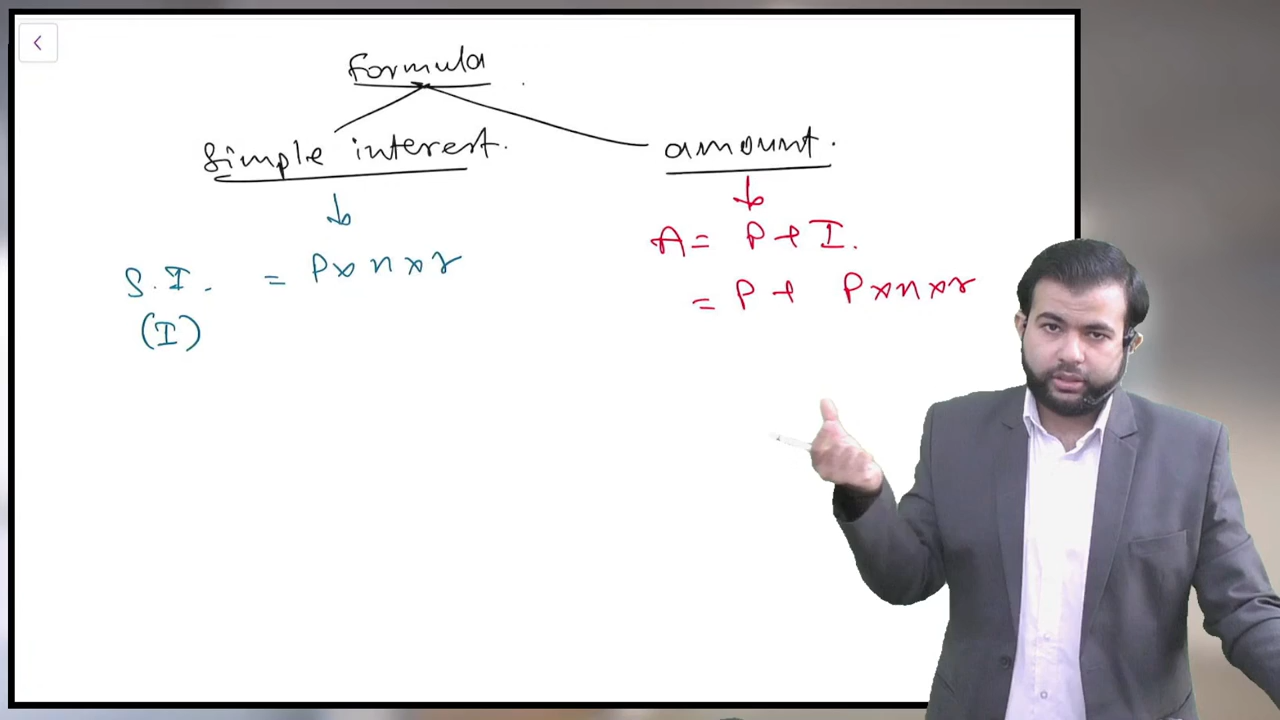 formula
simple interest.
amount.
S.I. = P x n x r
(I)
A = P + I.
= P + P x n x r